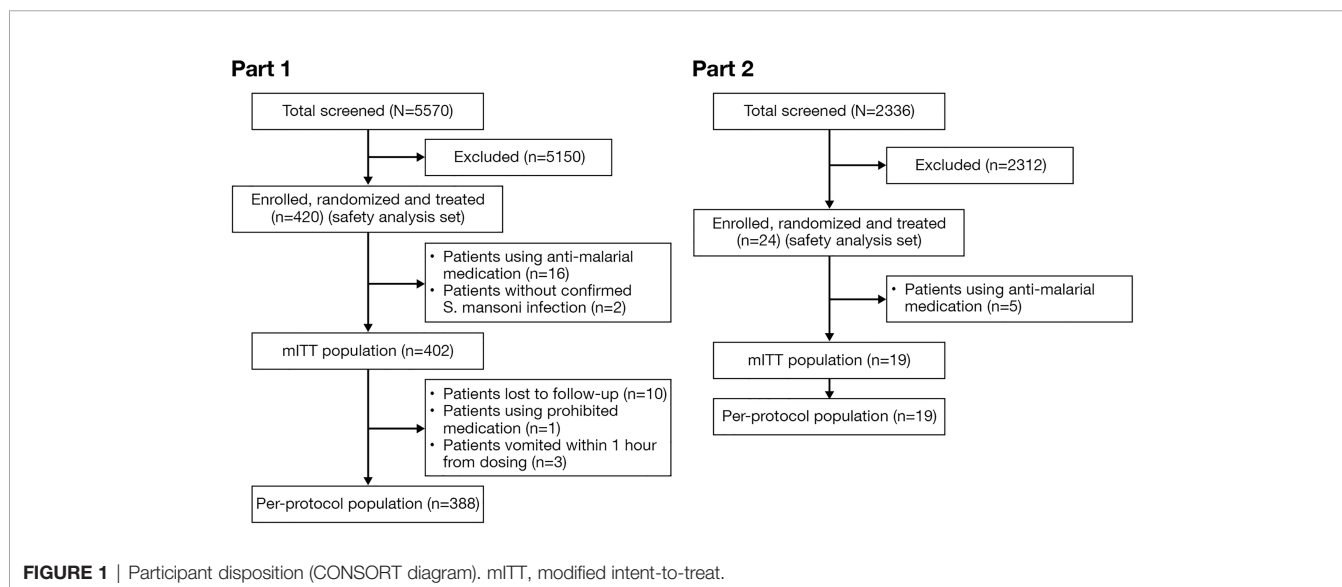 Part 1
Total screened (N=5570)
Excluded (n=5150)
Enrolled, randomized and treated
(n=420) (safety analysis set)
• Patients using anti-malarial
medication (n=16)
• Patients without confirmed
S. mansoni infection (n=2)
mITT population (n=402)
• Patients lost to follow-up (n=10)
• Patients using prohibited
medication (n=1)
• Patients vomited within 1 hour
from dosing (n=3)
Per-protocol population (n=388)
Part 2
Total screened (N=2336)
Excluded (n=2312)
Enrolled, randomized and treated
(n=24) (safety analysis set)
• Patients using anti-malarial
medication (n=5)
mITT population (n=19)
Per-protocol population (n=19)
FIGURE 1 | Participant disposition (CONSORT diagram). mITT, modified intent-to-treat.